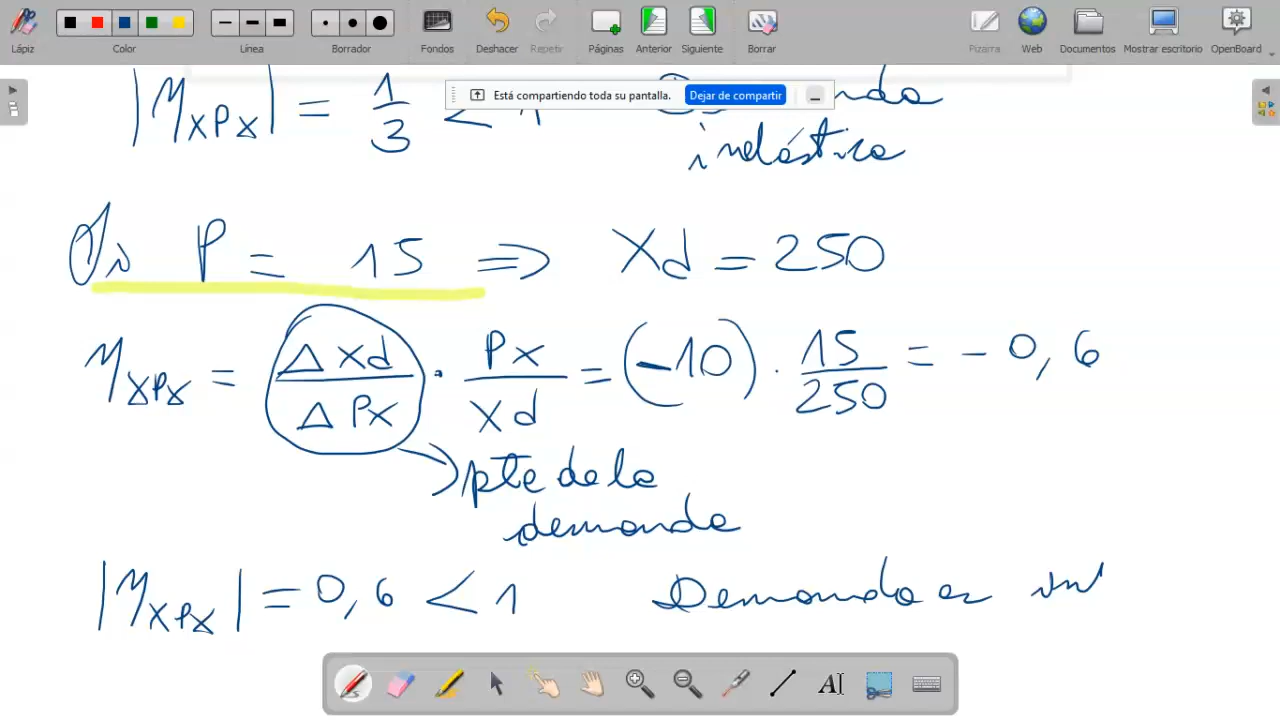 Lápiz Color Línea Borrador Fondos Deshacer Repetir Páginas Anterior Siguiente Borrar Pizarra Web Documentos Mostrar escritorio OpenBoard
Está compartiendo toda su pantalla. Dejar de compartir
|ηxPx| = 1/3 < 1
inelástica
Si P = 15 ⇒ Xd = 250
ηxPx = ΔXd/ΔPx · Px/Xd = (-10) · 15/250 = - 0,6
pte de la
demanda
|ηxPx| = 0,6 < 1 Demanda es
AI